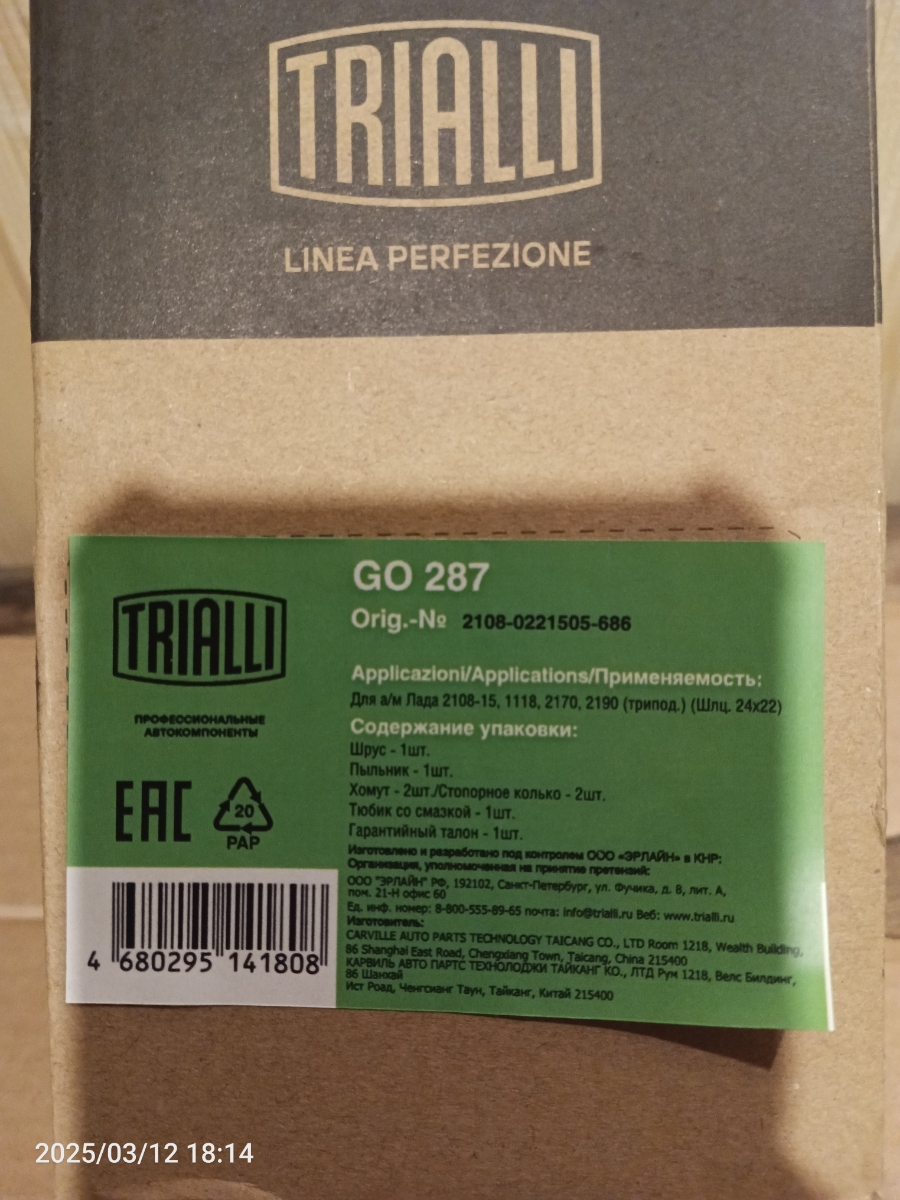 TRIALLI
LINEA PERFEZIONE
GO 287
Orig.-№ 2108-0221505-686
TRIALLI
ПРОФЕССИОНАЛЬНЫЕ
АВТОКОМПОНЕНТЫ
EAC
20
PAP
4 680295 141808
Applicazioni/Applications/Применяемость:
Для а/м Лада 2108-15, 1118, 2170, 2190 (трипод.) (Шлц. 24x22)
Содержание упаковки:
Шрус - 1шт.
Пыльник - 1шт.
Хомут - 2шт./Стопорное колько - 2шт.
Тюбик со смазкой - 1шт.
Гарантийный талон - 1шт.
Изготовлено и разработано под контролем ООО «ЭРЛАЙН» в КНР:
Организация, уполномоченная на принятие претензий:
ООО "ЭРЛАЙН" РФ, 192102, Санкт-Петербург, ул. Фучика, д. 8, лит. А,
пом. 21-Н офис 60
Ед. инф. номер: 8-800-555-89-65 почта: info@trialli.ru Веб: www.trialli.ru
Изготовитель:
CARVILLE AUTO PARTS TECHNOLOGY TAICANG CO., LTD Room 1218, Wealth Building,
86 Shanghai East Road, Chengxiang Town, Taicang, China 215400
КАРВИЛЬ АВТО ПАРТС ТЕХНОЛОДЖИ ТАЙКАНГ КО., ЛТД Рум 1218, Велс Билдинг,
86 Шанхай
Ист Роад, Ченгсианг Таун, Тайканг, Китай 215400
2025/03/12 18:14